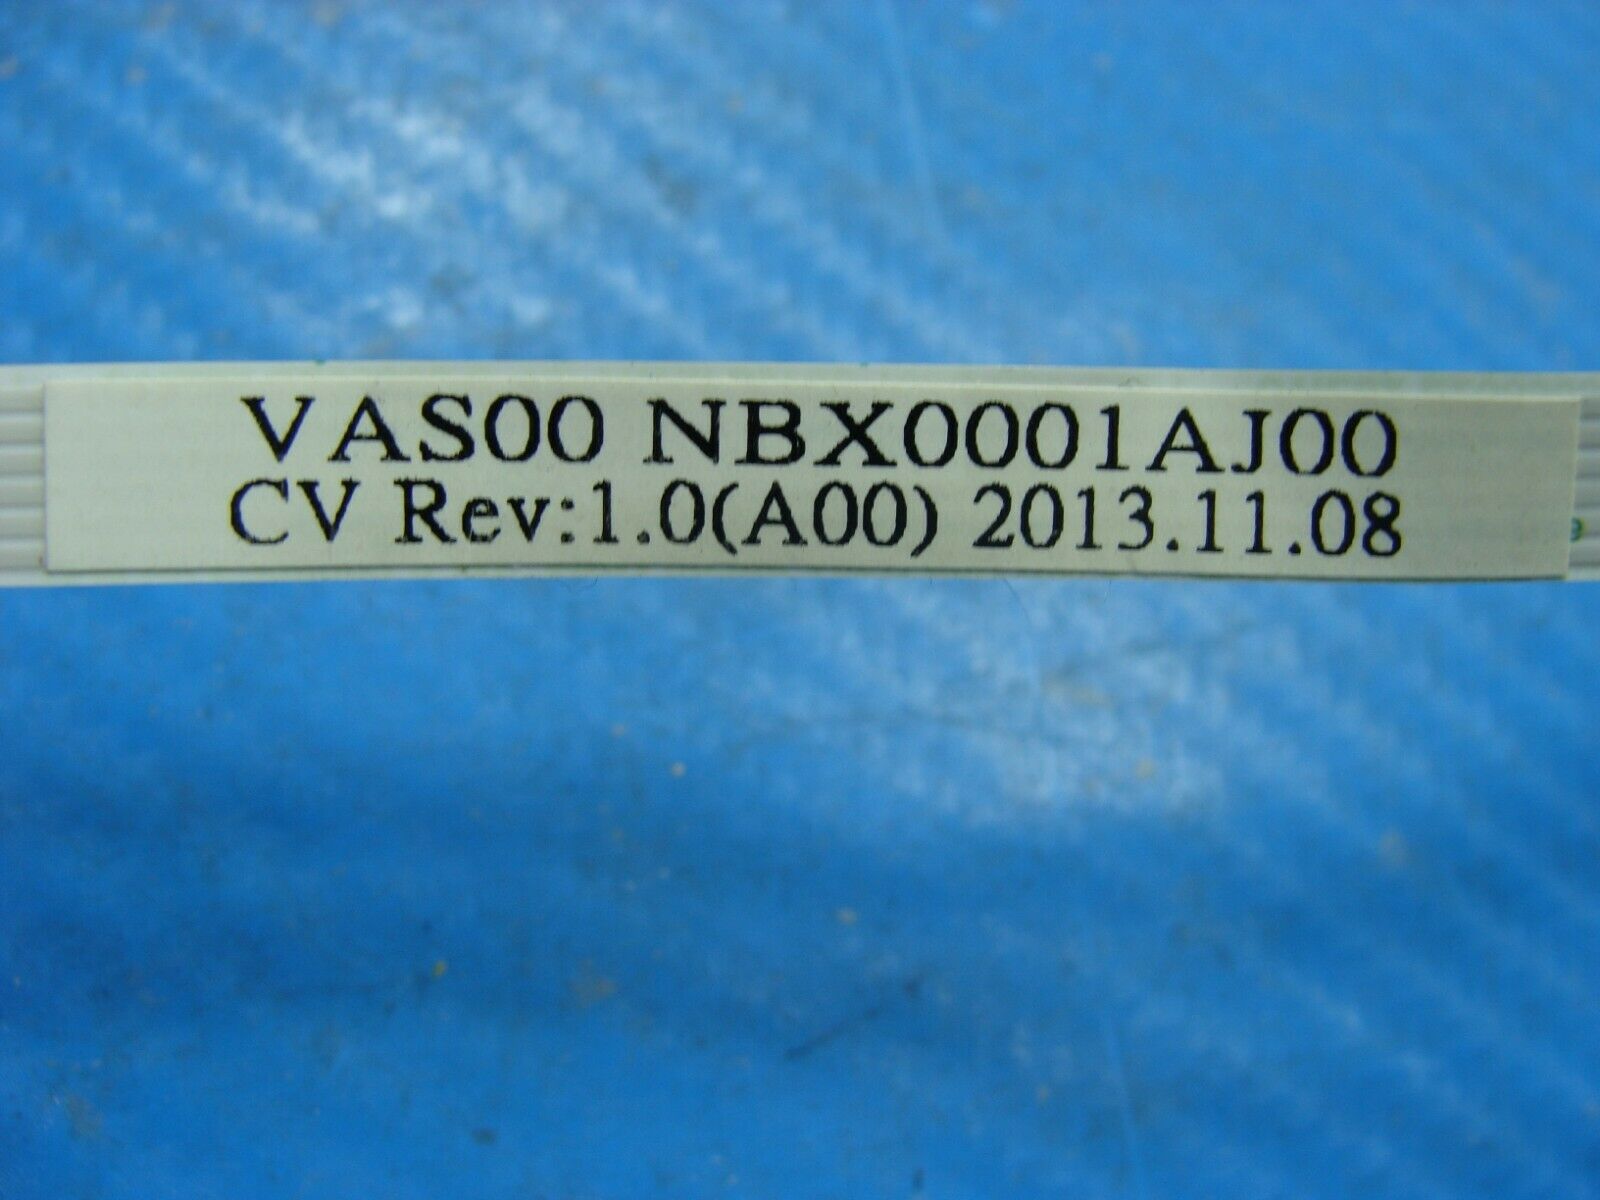 VAS00 NBX0001AJ00
CV Rev:1.0(A00) 2013.11.08